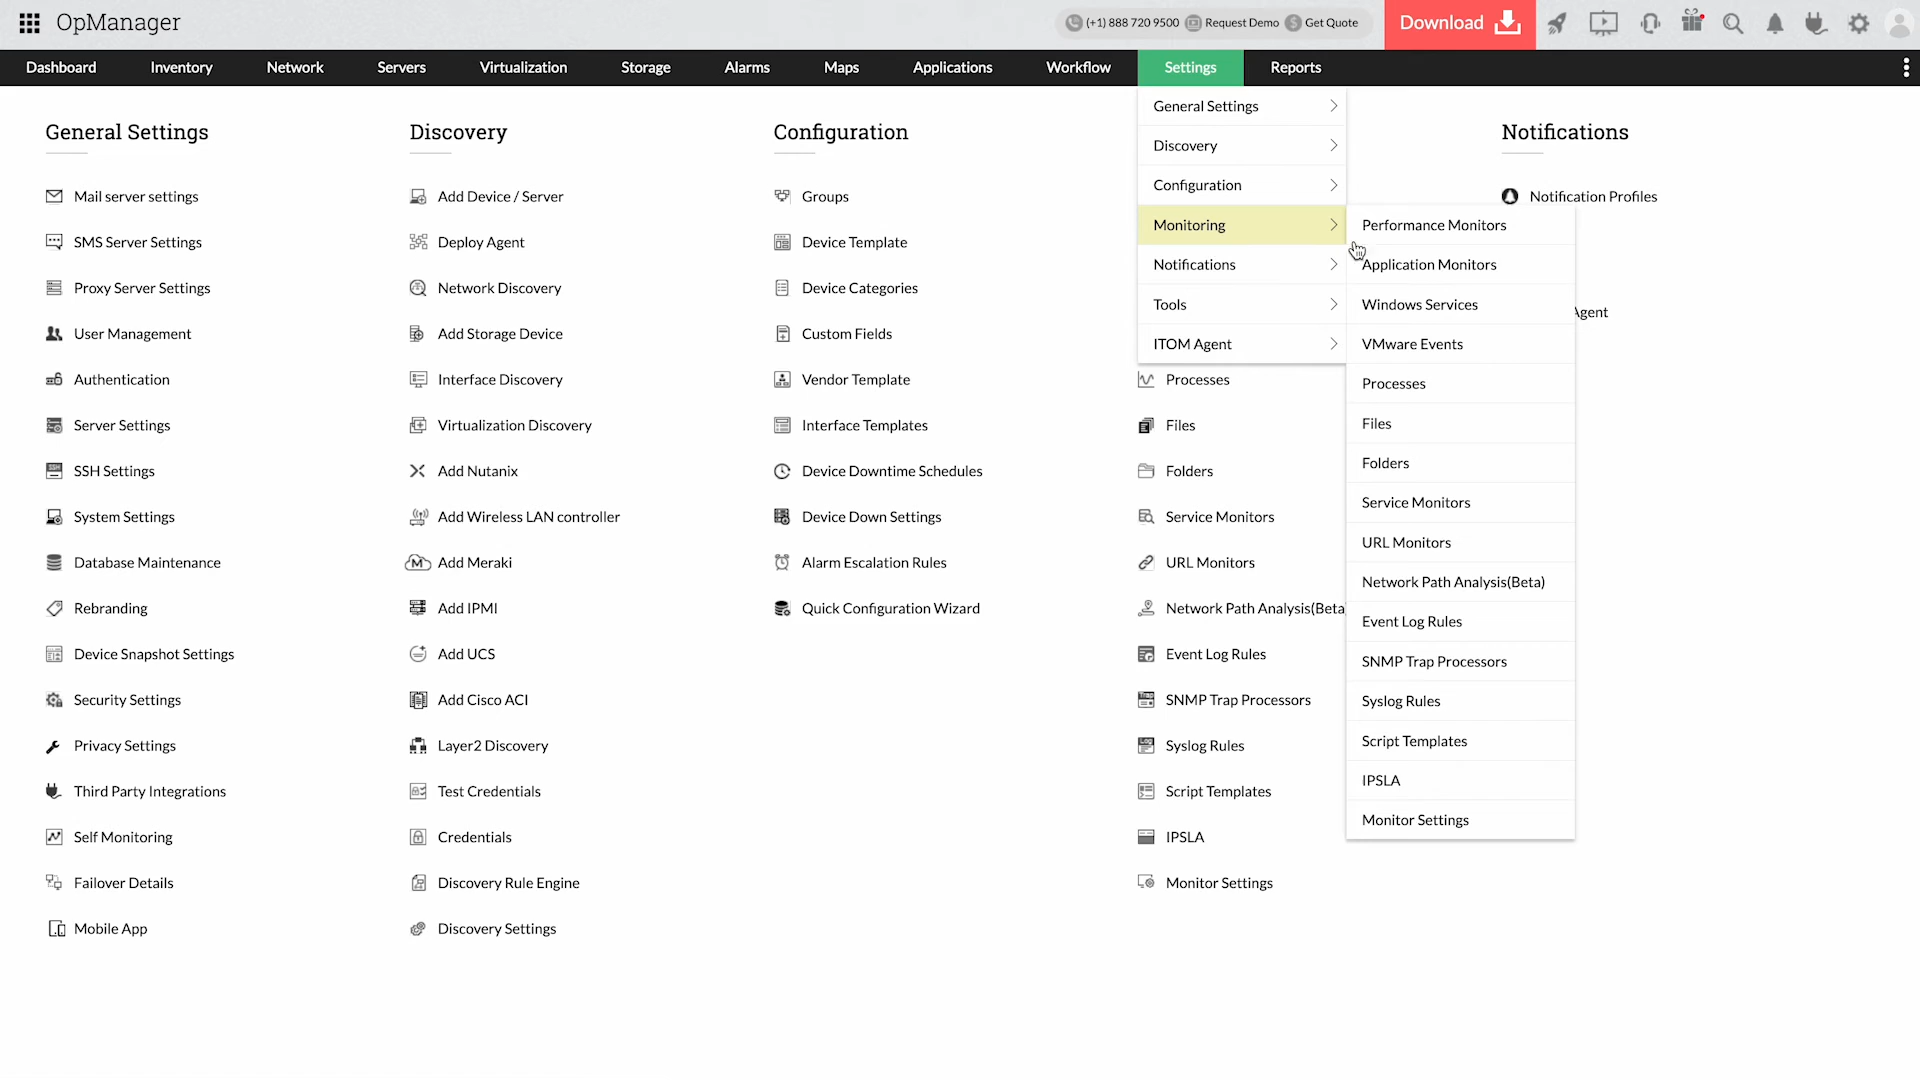 OpManager
(+1) 888 720 9500
Request Demo
Get Quote
Download
Dashboard
Inventory
Network
Servers
Virtualization
Storage
Alarms
Maps
Applications
Workflow
Settings
Reports
General Settings
Mail server settings
SMS Server Settings
Proxy Server Settings
User Management
Authentication
Server Settings
SSH Settings
System Settings
Database Maintenance
Rebranding
Device Snapshot Settings
Security Settings
Privacy Settings
Third Party Integrations
Self Monitoring
Failover Details
Mobile App
Discovery
Add Device / Server
Deploy Agent
Network Discovery
Add Storage Device
Interface Discovery
Virtualization Discovery
Add Nutanix
Add Wireless LAN controller
Add Meraki
Add IPMI
Add UCS
Add Cisco ACI
Layer2 Discovery
Test Credentials
Credentials
Discovery Rule Engine
Discovery Settings
Configuration
Groups
Device Template
Device Categories
Custom Fields
Vendor Template
Interface Templates
Device Downtime Schedules
Device Down Settings
Alarm Escalation Rules
Quick Configuration Wizard
General Settings
Discovery
Configuration
Monitoring
Notifications
Tools
ITOM Agent
Processes
Files
Folders
Service Monitors
URL Monitors
Network Path Analysis(Beta)
Event Log Rules
SNMP Trap Processors
Syslog Rules
Script Templates
IPSLA
Monitor Settings
Performance Monitors
Application Monitors
Windows Services
VMware Events
Processes
Files
Folders
Service Monitors
URL Monitors
Network Path Analysis(Beta)
Event Log Rules
SNMP Trap Processors
Syslog Rules
Script Templates
IPSLA
Monitor Settings
Notifications
Notification Profiles
Agent